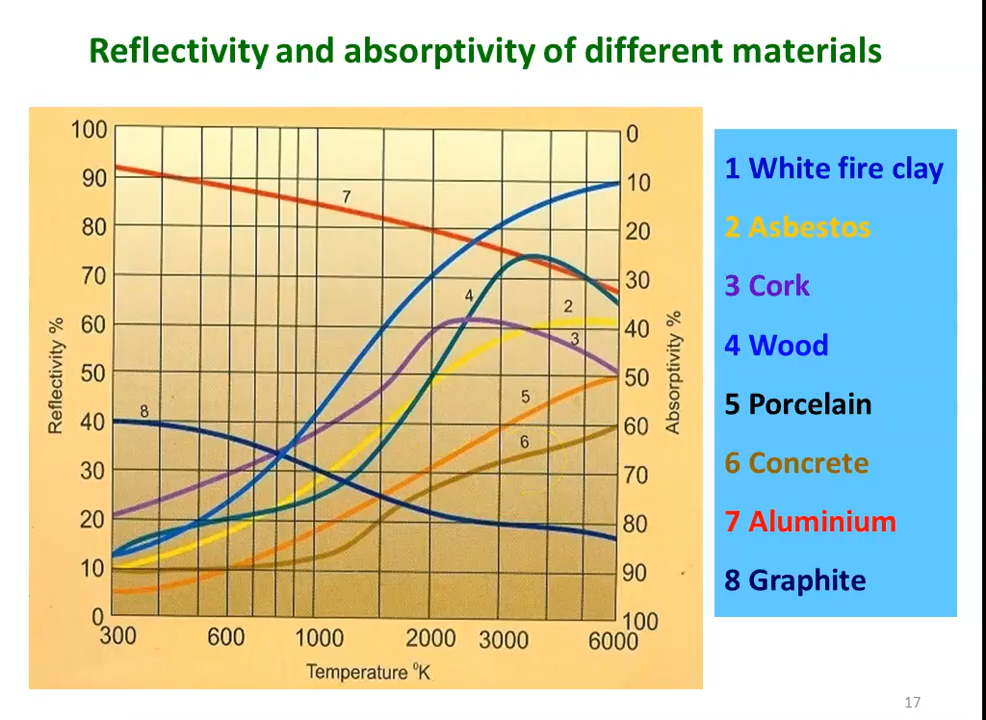 Reflectivity and absorptivity of different materials
100
90
80
70
60
50
40
30
20
10
0
Reflectivity %
0
10
20
30
40
50
60
70
80
90
100
Absorptivity %
7
4
2
3
8
5
6
300 600 1000 2000 3000 6000
Temperature ⁰K
1 White fire clay
2 Asbestos
3 Cork
4 Wood
5 Porcelain
6 Concrete
7 Aluminium
8 Graphite
17